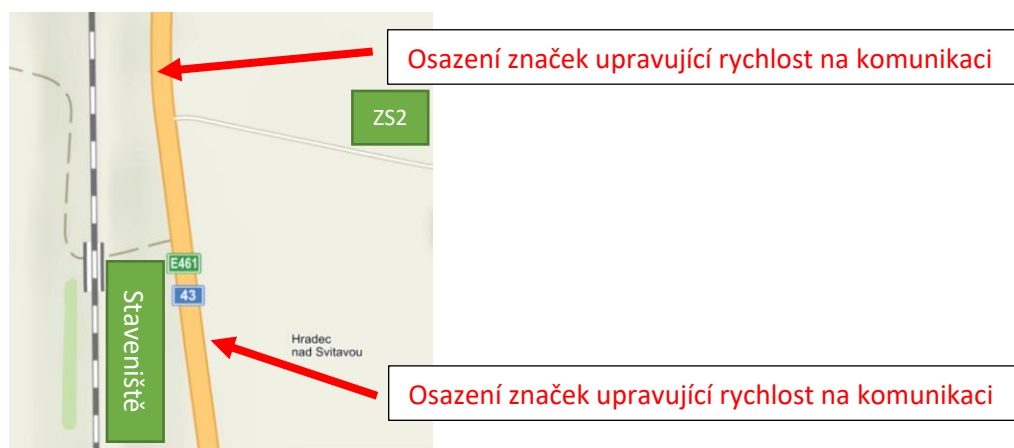 Osazení značek upravující rychlost na komunikaci
ZS2
E461
43
Staveniště
Hradec
nad Svitavou
Osazení značek upravující rychlost na komunikaci